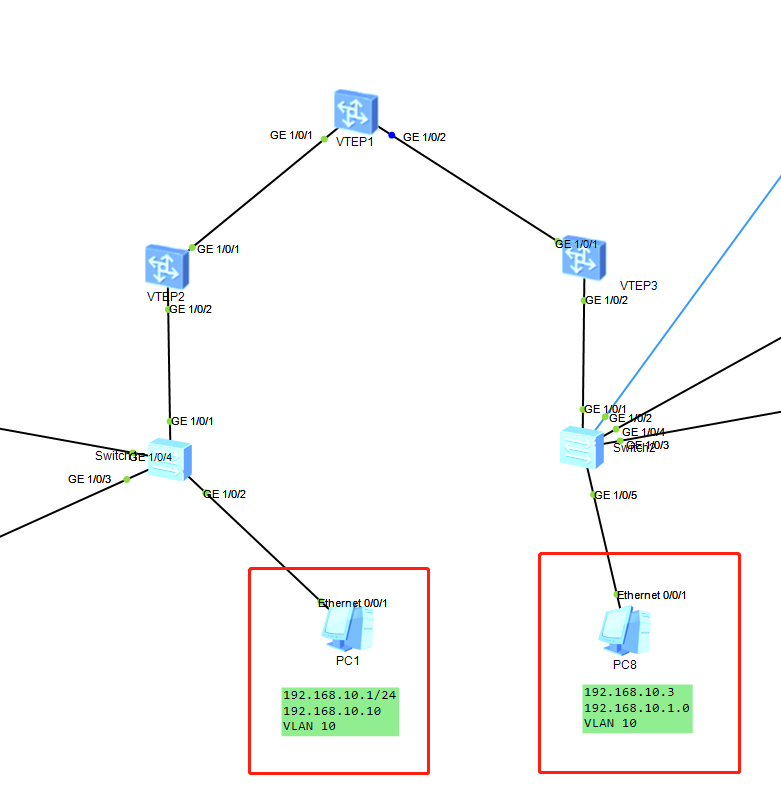 GE 1/0/1
GE 1/0/2
VTEP1
GE 1/0/1
VTEP2
GE 1/0/2
GE 1/0/1
VTEP3
GE 1/0/2
GE 1/0/1
GE 1/0/4
GE 1/0/3
GE 1/0/2
GE 1/0/1
GE 1/0/2
GE 1/0/4
GE 1/0/3
Switch2
GE 1/0/5
Ethernet 0/0/1
PC1
192.168.10.1/24
192.168.10.10
VLAN 10
Ethernet 0/0/1
PC8
192.168.10.3
192.168.10.1.0
VLAN 10